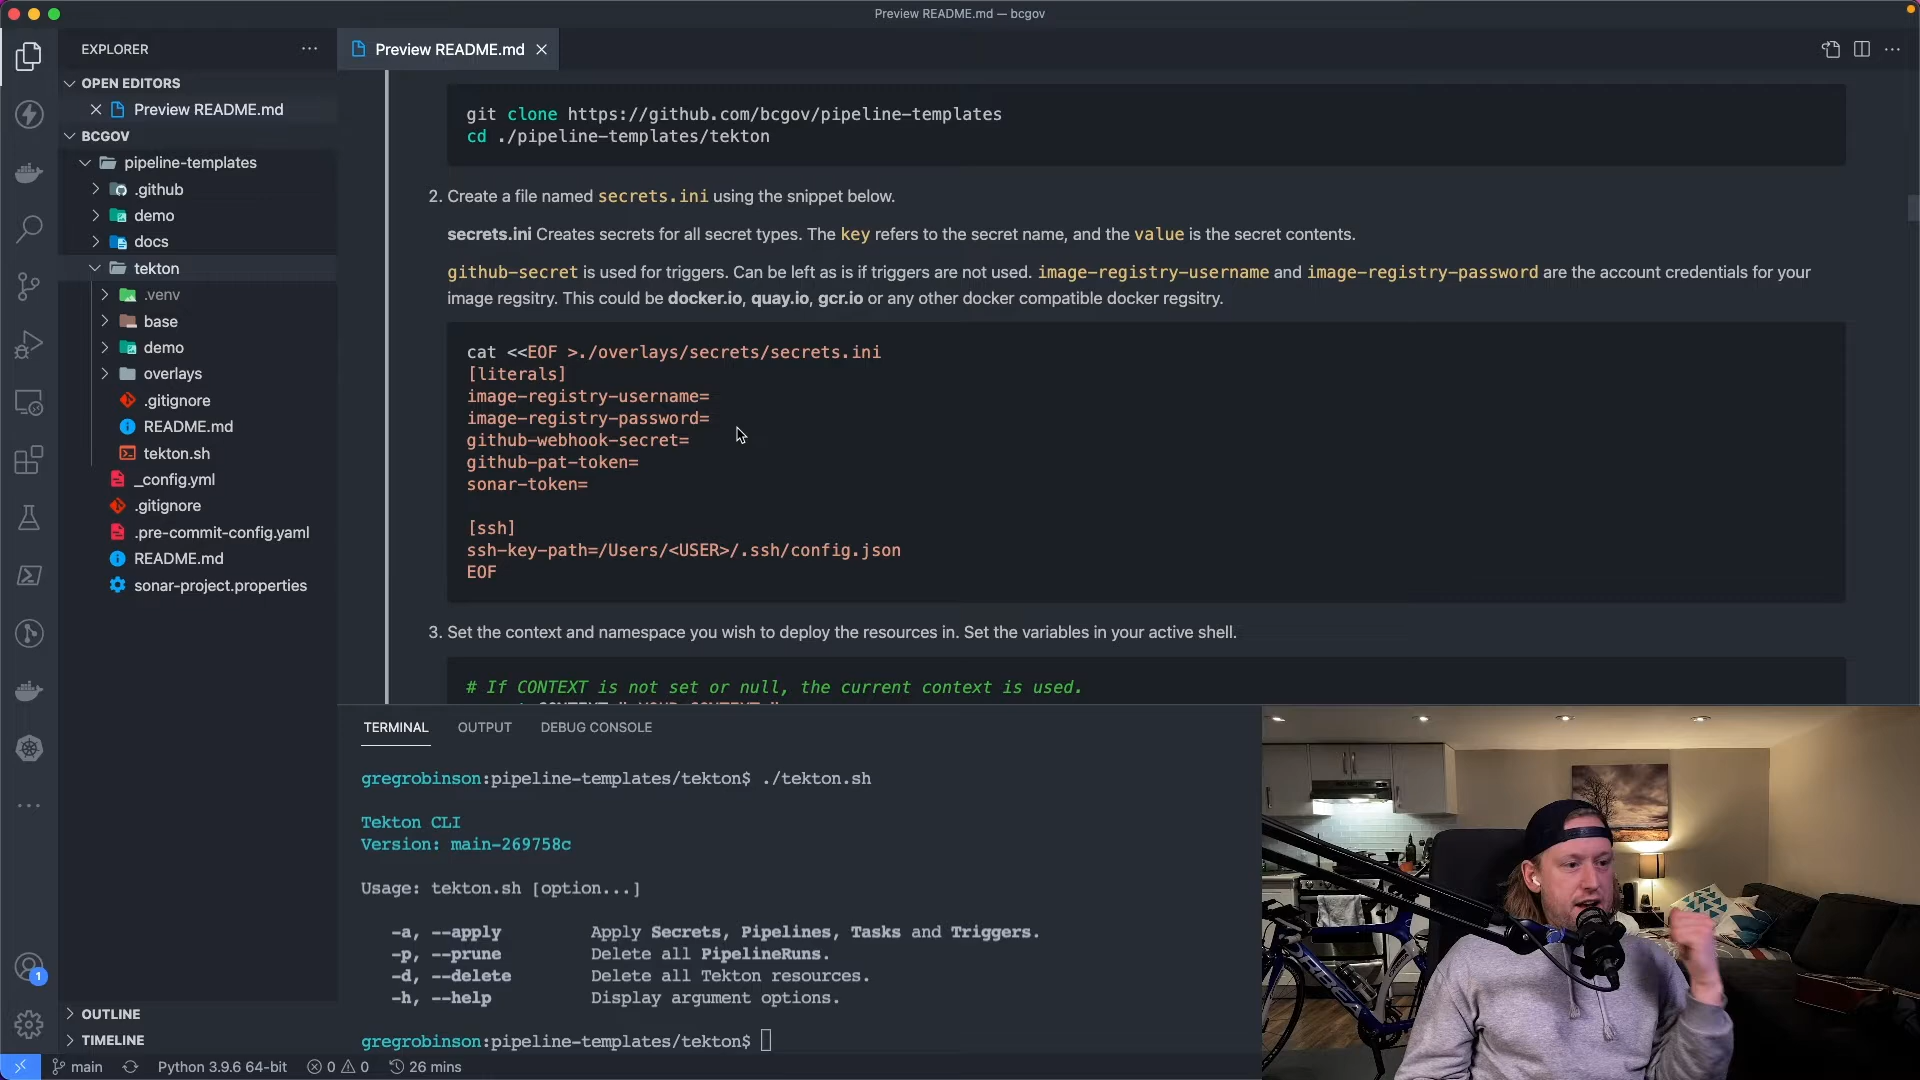 Preview README.md — bcgov
EXPLORER
OPEN EDITORS
Preview README.md
BCGOV
pipeline-templates
.github
demo
docs
tekton
.venv
base
demo
overlays
.gitignore
README.md
tekton.sh
_config.yml
.gitignore
.pre-commit-config.yaml
README.md
sonar-project.properties
OUTLINE
TIMELINE
Preview README.md
git clone https://github.com/bcgov/pipeline-templates
cd ./pipeline-templates/tekton
2. Create a file named secrets.ini using the snippet below.
secrets.ini Creates secrets for all secret types. The key refers to the secret name, and the value is the secret contents.
github-secret is used for triggers. Can be left as is if triggers are not used. image-registry-username and image-registry-password are the account credentials for your
image regsitry. This could be docker.io, quay.io, gcr.io or any other docker compatible docker regsitry.
cat <<EOF >./overlays/secrets/secrets.ini
[literals]
image-registry-username=
image-registry-password=
github-webhook-secret=
github-pat-token=
sonar-token=
[ssh]
ssh-key-path=/Users/<USER>/.ssh/config.json
EOF
3. Set the context and namespace you wish to deploy the resources in. Set the variables in your active shell.
# If CONTEXT is not set or null, the current context is used.
TERMINAL
OUTPUT
DEBUG CONSOLE
gregrobinson:pipeline-templates/tekton$ ./tekton.sh
Tekton CLI
Version: main-269758c
Usage: tekton.sh [option...]
-a, --apply Apply Secrets, Pipelines, Tasks and Triggers.
-p, --prune Delete all PipelineRuns.
-d, --delete Delete all Tekton resources.
-h, --help Display argument options.
gregrobinson:pipeline-templates/tekton$
1
main
Python 3.9.6 64-bit
0
0
26 mins